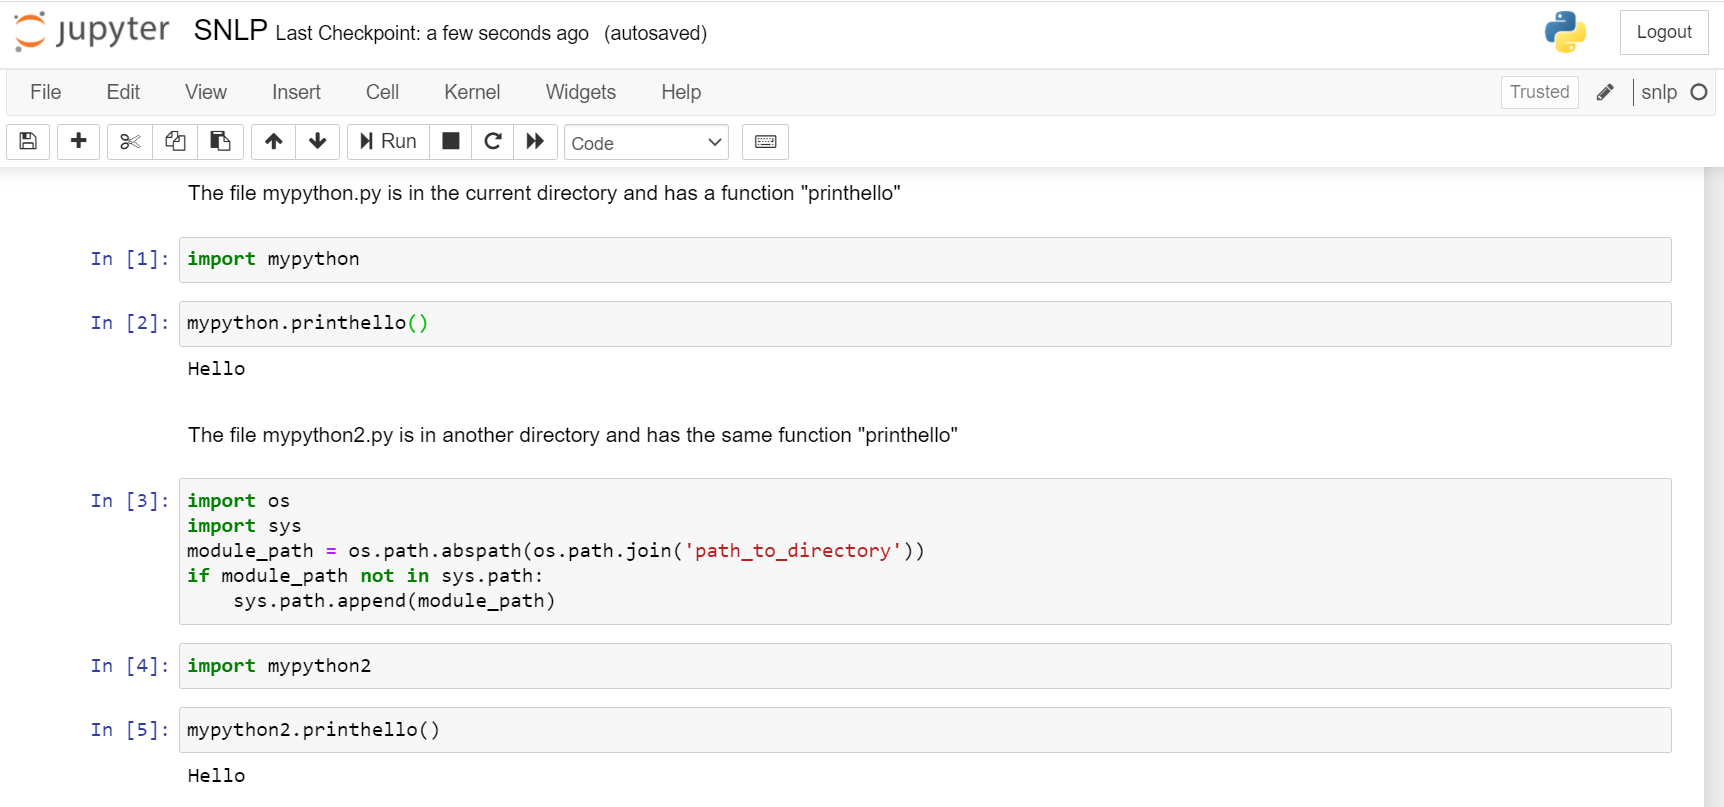 jupyter SNLP Last Checkpoint: a few seconds ago (autosaved) Logout
File Edit View Insert Cell Kernel Widgets Help Trusted snlp
Run Code
The file mypython.py is in the current directory and has a function "printhello"
In [1]: import mypython
In [2]: mypython.printhello()
Hello
The file mypython2.py is in another directory and has the same function "printhello"
In [3]: import os
import sys
module_path = os.path.abspath(os.path.join('path_to_directory'))
if module_path not in sys.path:
    sys.path.append(module_path)
In [4]: import mypython2
In [5]: mypython2.printhello()
Hello